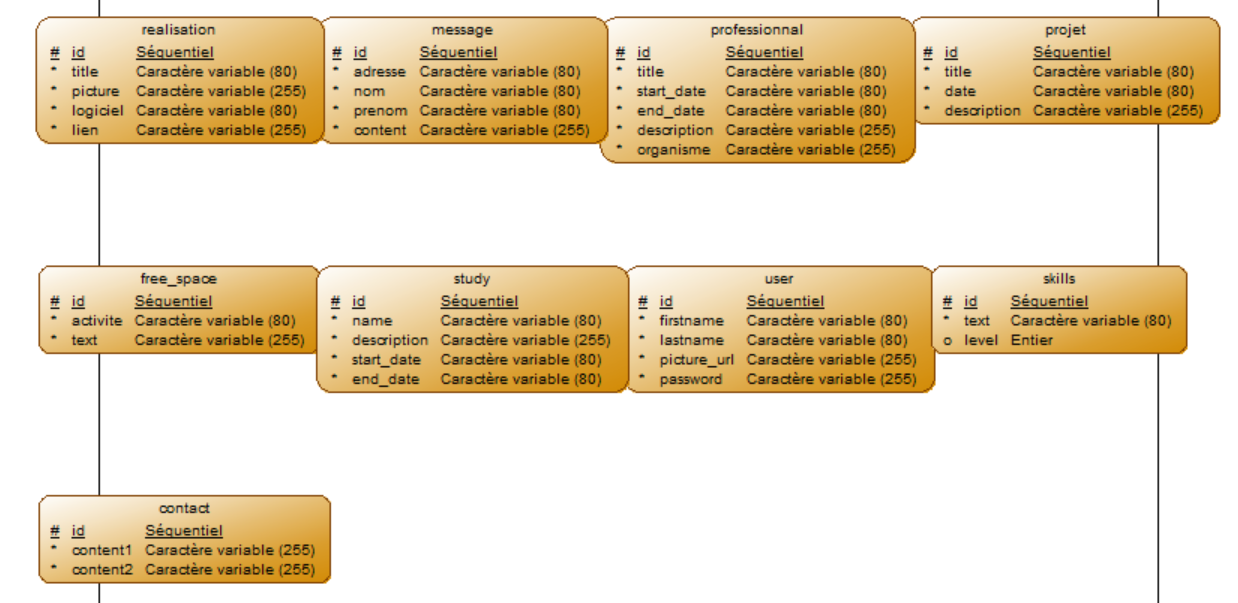 realisation
# id Séquentiel
* title Caractère variable (80)
* picture Caractère variable (255)
* logiciel Caractère variable (80)
* lien Caractère variable (255)
message
# id Séquentiel
* adresse Caractère variable (80)
* nom Caractère variable (80)
* prenom Caractère variable (80)
* content Caractère variable (255)
professionnal
# id Séquentiel
* title Caractère variable (80)
* start_date Caractère variable (80)
* end_date Caractère variable (80)
* description Caractère variable (255)
* organisme Caractère variable (255)
projet
# id Séquentiel
* title Caractère variable (80)
* date Caractère variable (80)
* description Caractère variable (255)
free_space
# id Séquentiel
* activite Caractère variable (80)
* text Caractère variable (255)
study
# id Séquentiel
* name Caractère variable (80)
* description Caractère variable (255)
* start_date Caractère variable (80)
* end_date Caractère variable (80)
user
# id Séquentiel
* firstname Caractère variable (80)
* lastname Caractère variable (80)
* picture_url Caractère variable (255)
* password Caractère variable (255)
skills
# id Séquentiel
* text Caractère variable (80)
o level Entier
contact
# id Séquentiel
* content1 Caractère variable (255)
* content2 Caractère variable (255)